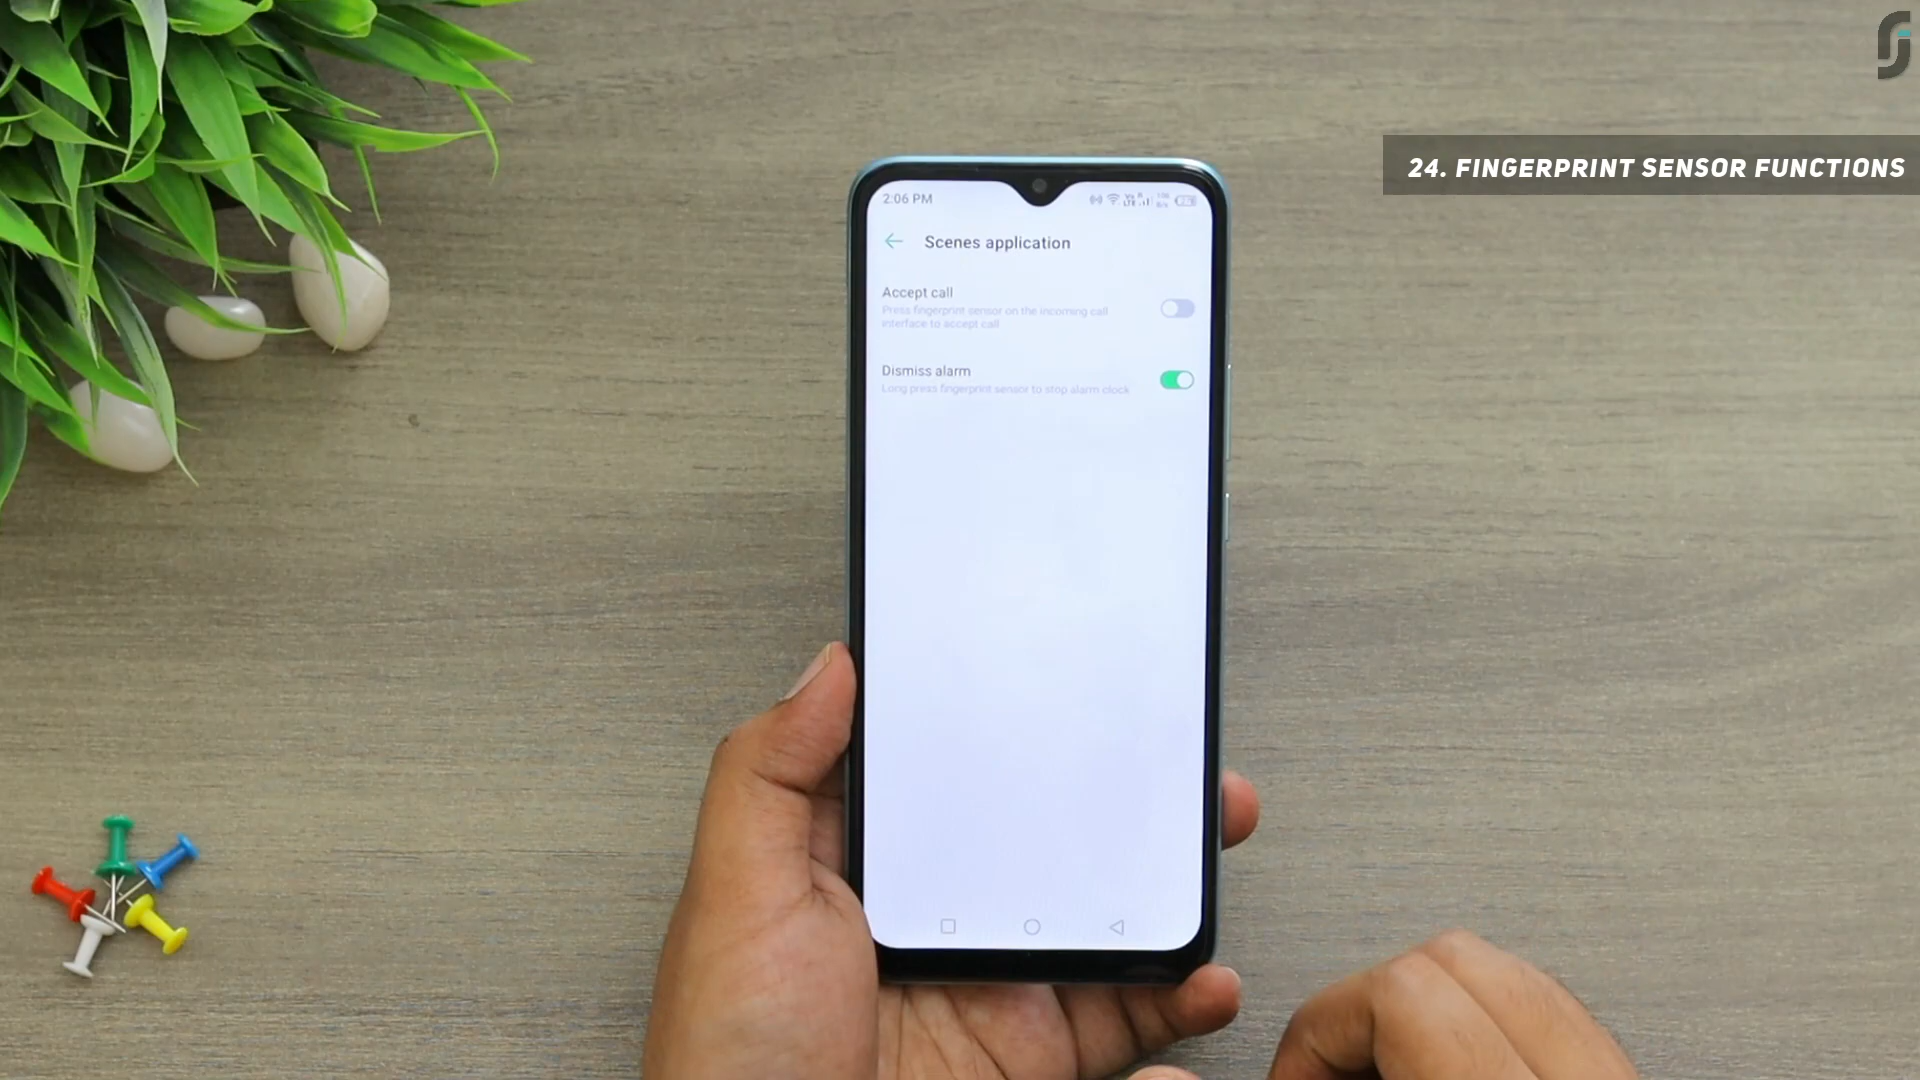 24. FINGERPRINT SENSOR FUNCTIONS
2:06 PM
Scenes application
Accept call
Press fingerprint sensor on the incoming call
interface to accept call
Dismiss alarm
Long press fingerprint sensor to stop alarm clock